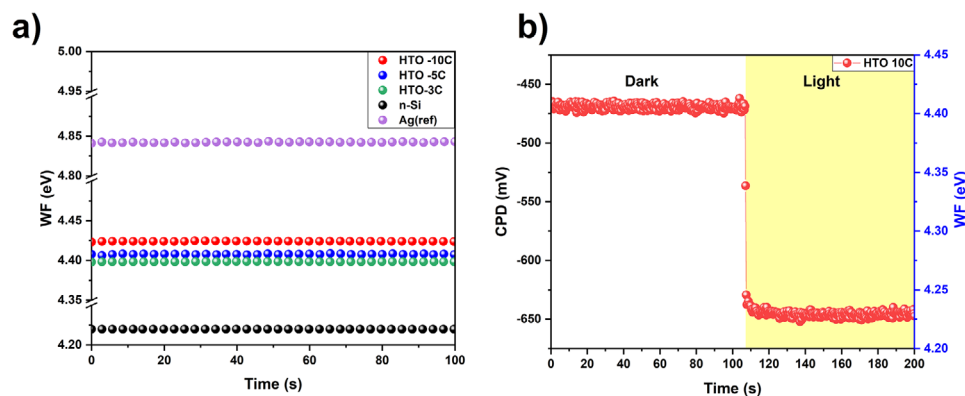 a)
5.00
4.95
4.85
4.80
4.45
4.40
4.35
4.20
WF (eV)
0
20
40
60
80
100
Time (s)
HTO -10C
HTO -5C
HTO-3C
n-Si
Ag(ref)
b)
-450
-500
-550
-600
-650
CPD (mV)
Dark
Light
HTO 10C
4.45
4.40
4.35
4.30
4.25
4.20
WF (eV)
0
20
40
60
80
100
120
140
160
180
200
Time (s)